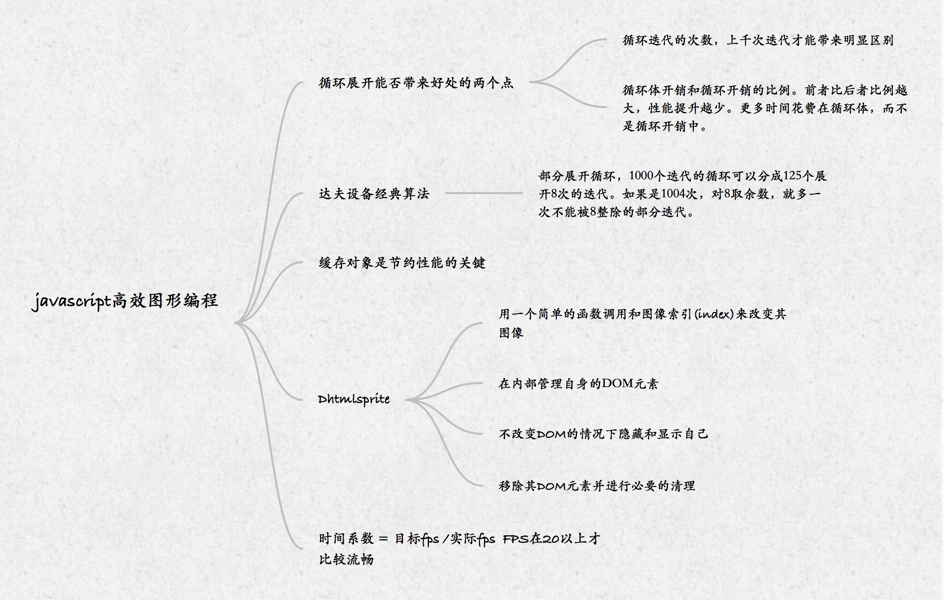 循环迭代的次数，上千次迭代才能带来明显区别
循环展开能否带来好处的两个点
循环体开销和循环开销的比例。前者比后者比例越
大，性能提升越少。更多时间花费在循环体，而不
是循环开销中。
达夫设备经典算法
部分展开循环，1000个迭代的循环可以分成125个展
开8次的迭代。如果是1004次，对8取余数，就多一
次不能被8整除的部分迭代。
缓存对象是节约性能的关键
javascript高效图形编程
Dhtmlsprite
用一个简单的函数调用和图像索引(index)来改变其
图像
在内部管理自身的DOM元素
不改变DOM的情况下隐藏和显示自己
移除其DOM元素并进行必要的清理
时间系数 = 目标fps /实际fps FPS在20以上才
比较流畅